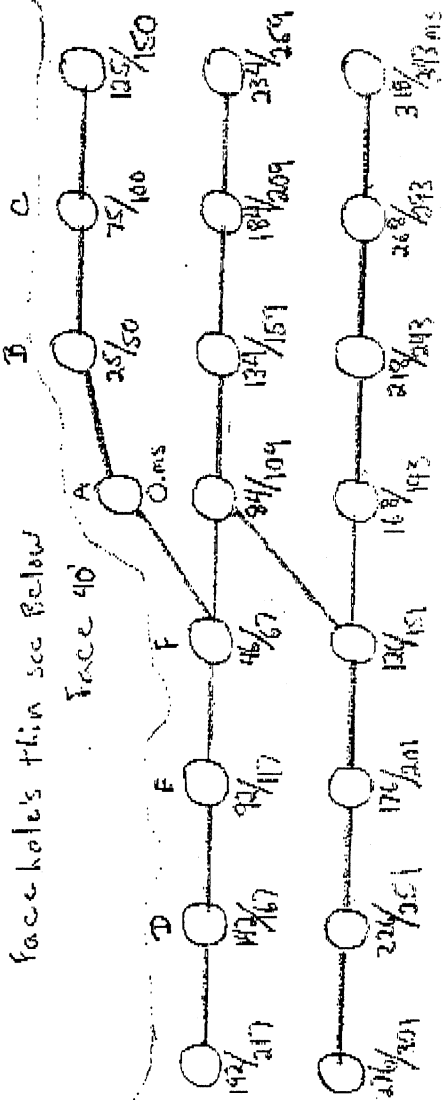 Face hole's thin see Below
Face 40'
A
B
C
0.ms
25/50
75/100
125/150
D
E
F
192/217
142/67
92/117
46/67
84/109
134/159
184/209
234/259
276/301
226/251
176/201
126/151
168/193
218/243
268/293
318/343 ms